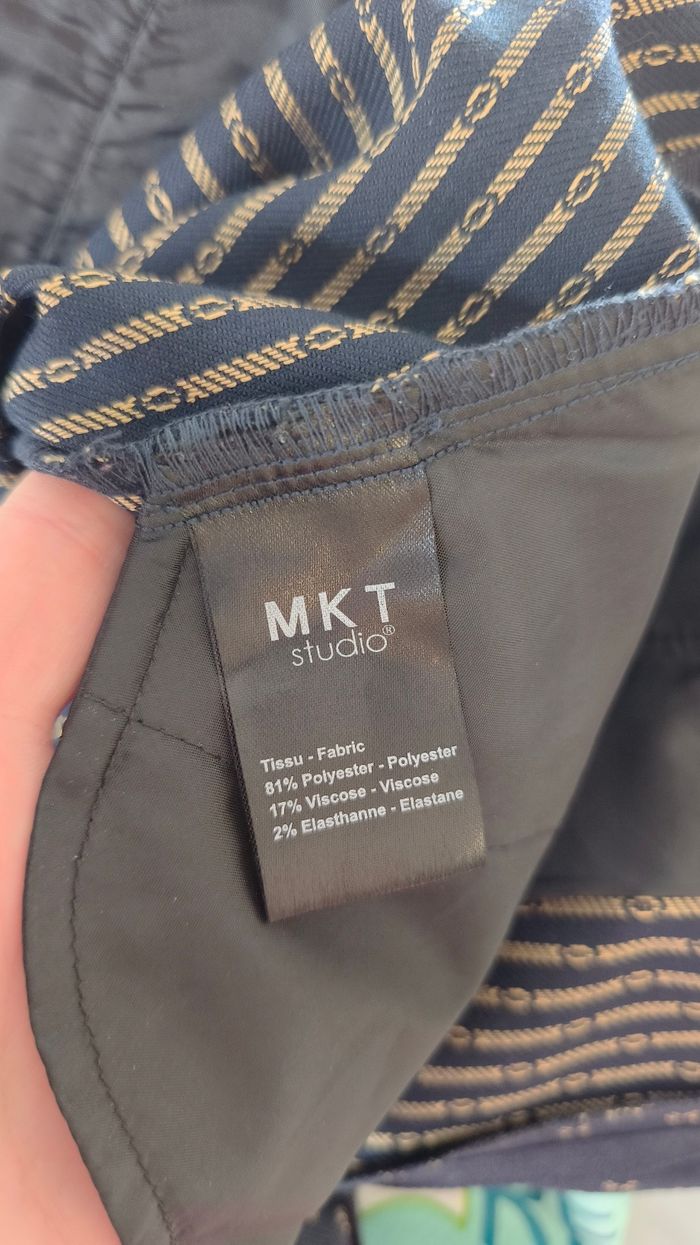 MKT
studio®
Tissu - Fabric
81% Polyester - Polyester
17% Viscose - Viscose
2% Elasthanne - Elastane